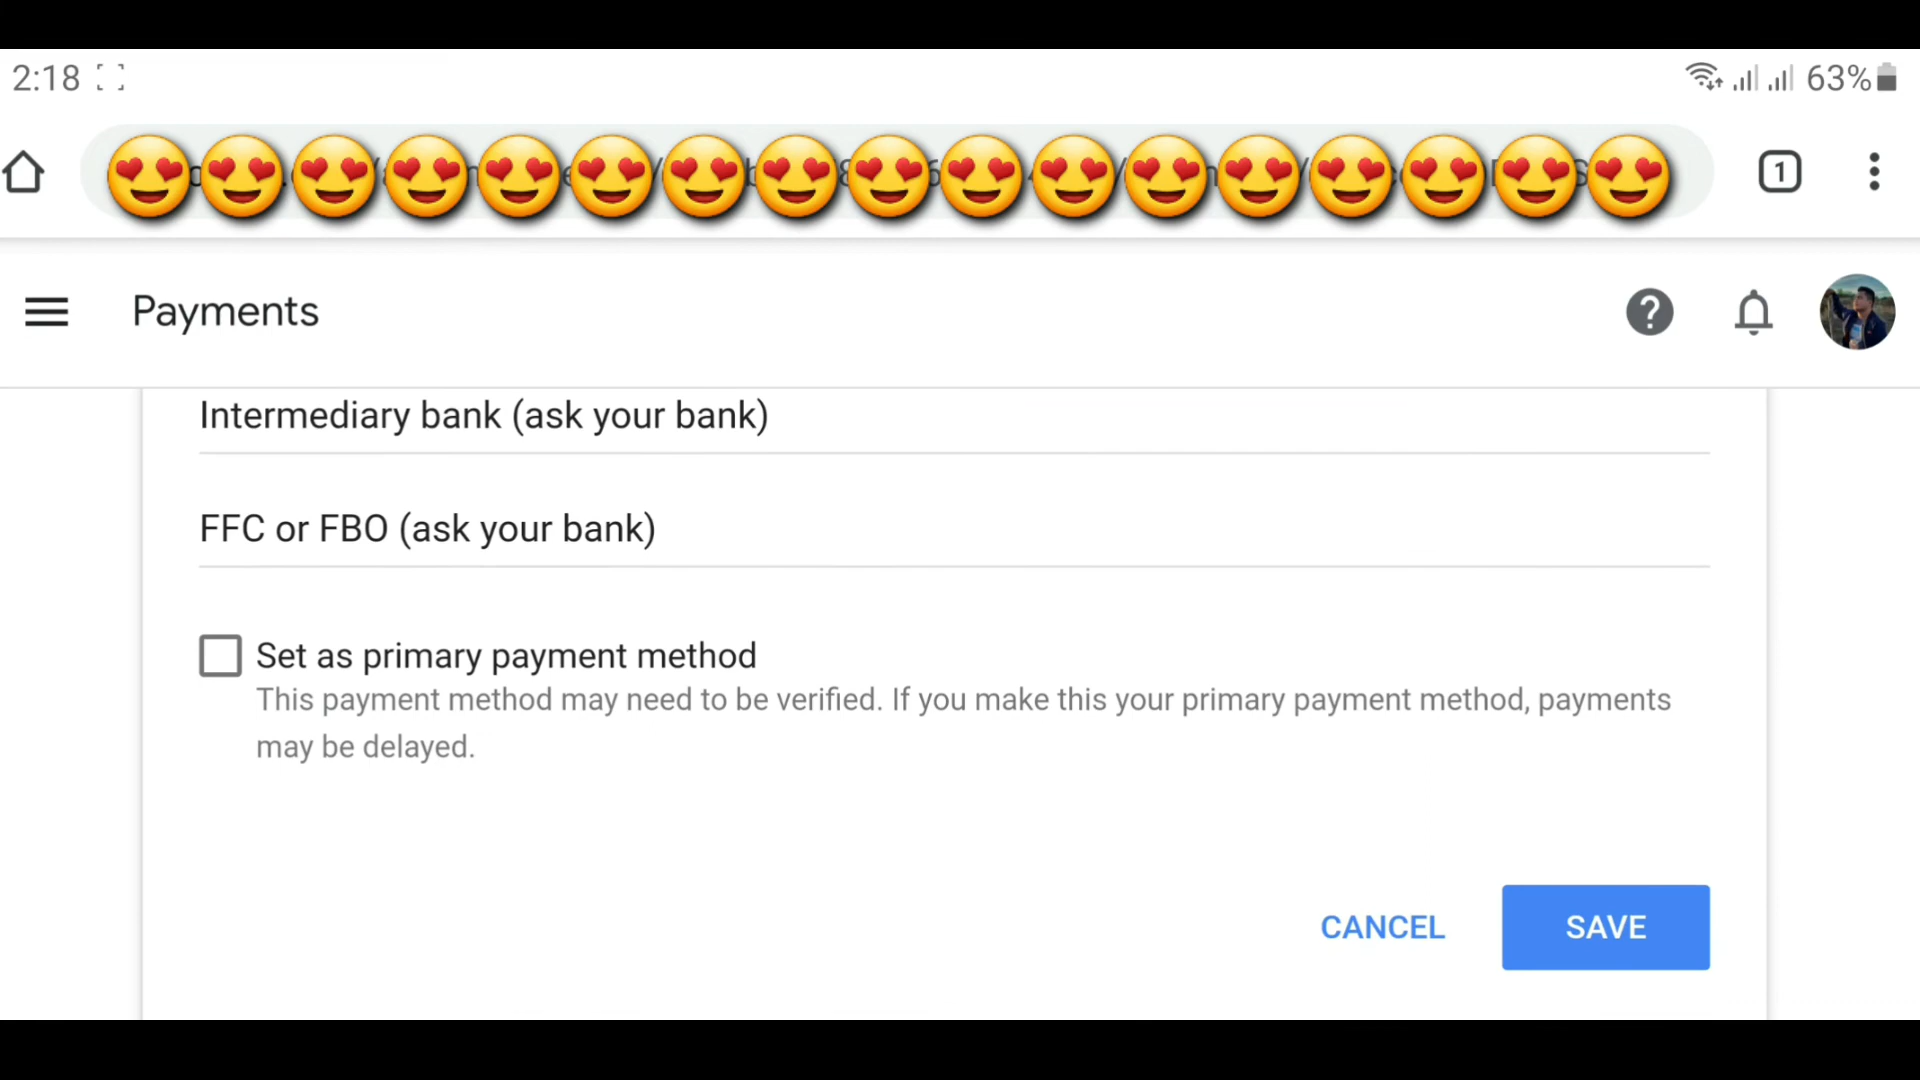 2:18
63%
1
Payments
Intermediary bank (ask your bank)
FFC or FBO (ask your bank)
Set as primary payment method
This payment method may need to be verified. If you make this your primary payment method, payments
may be delayed.
CANCEL
SAVE